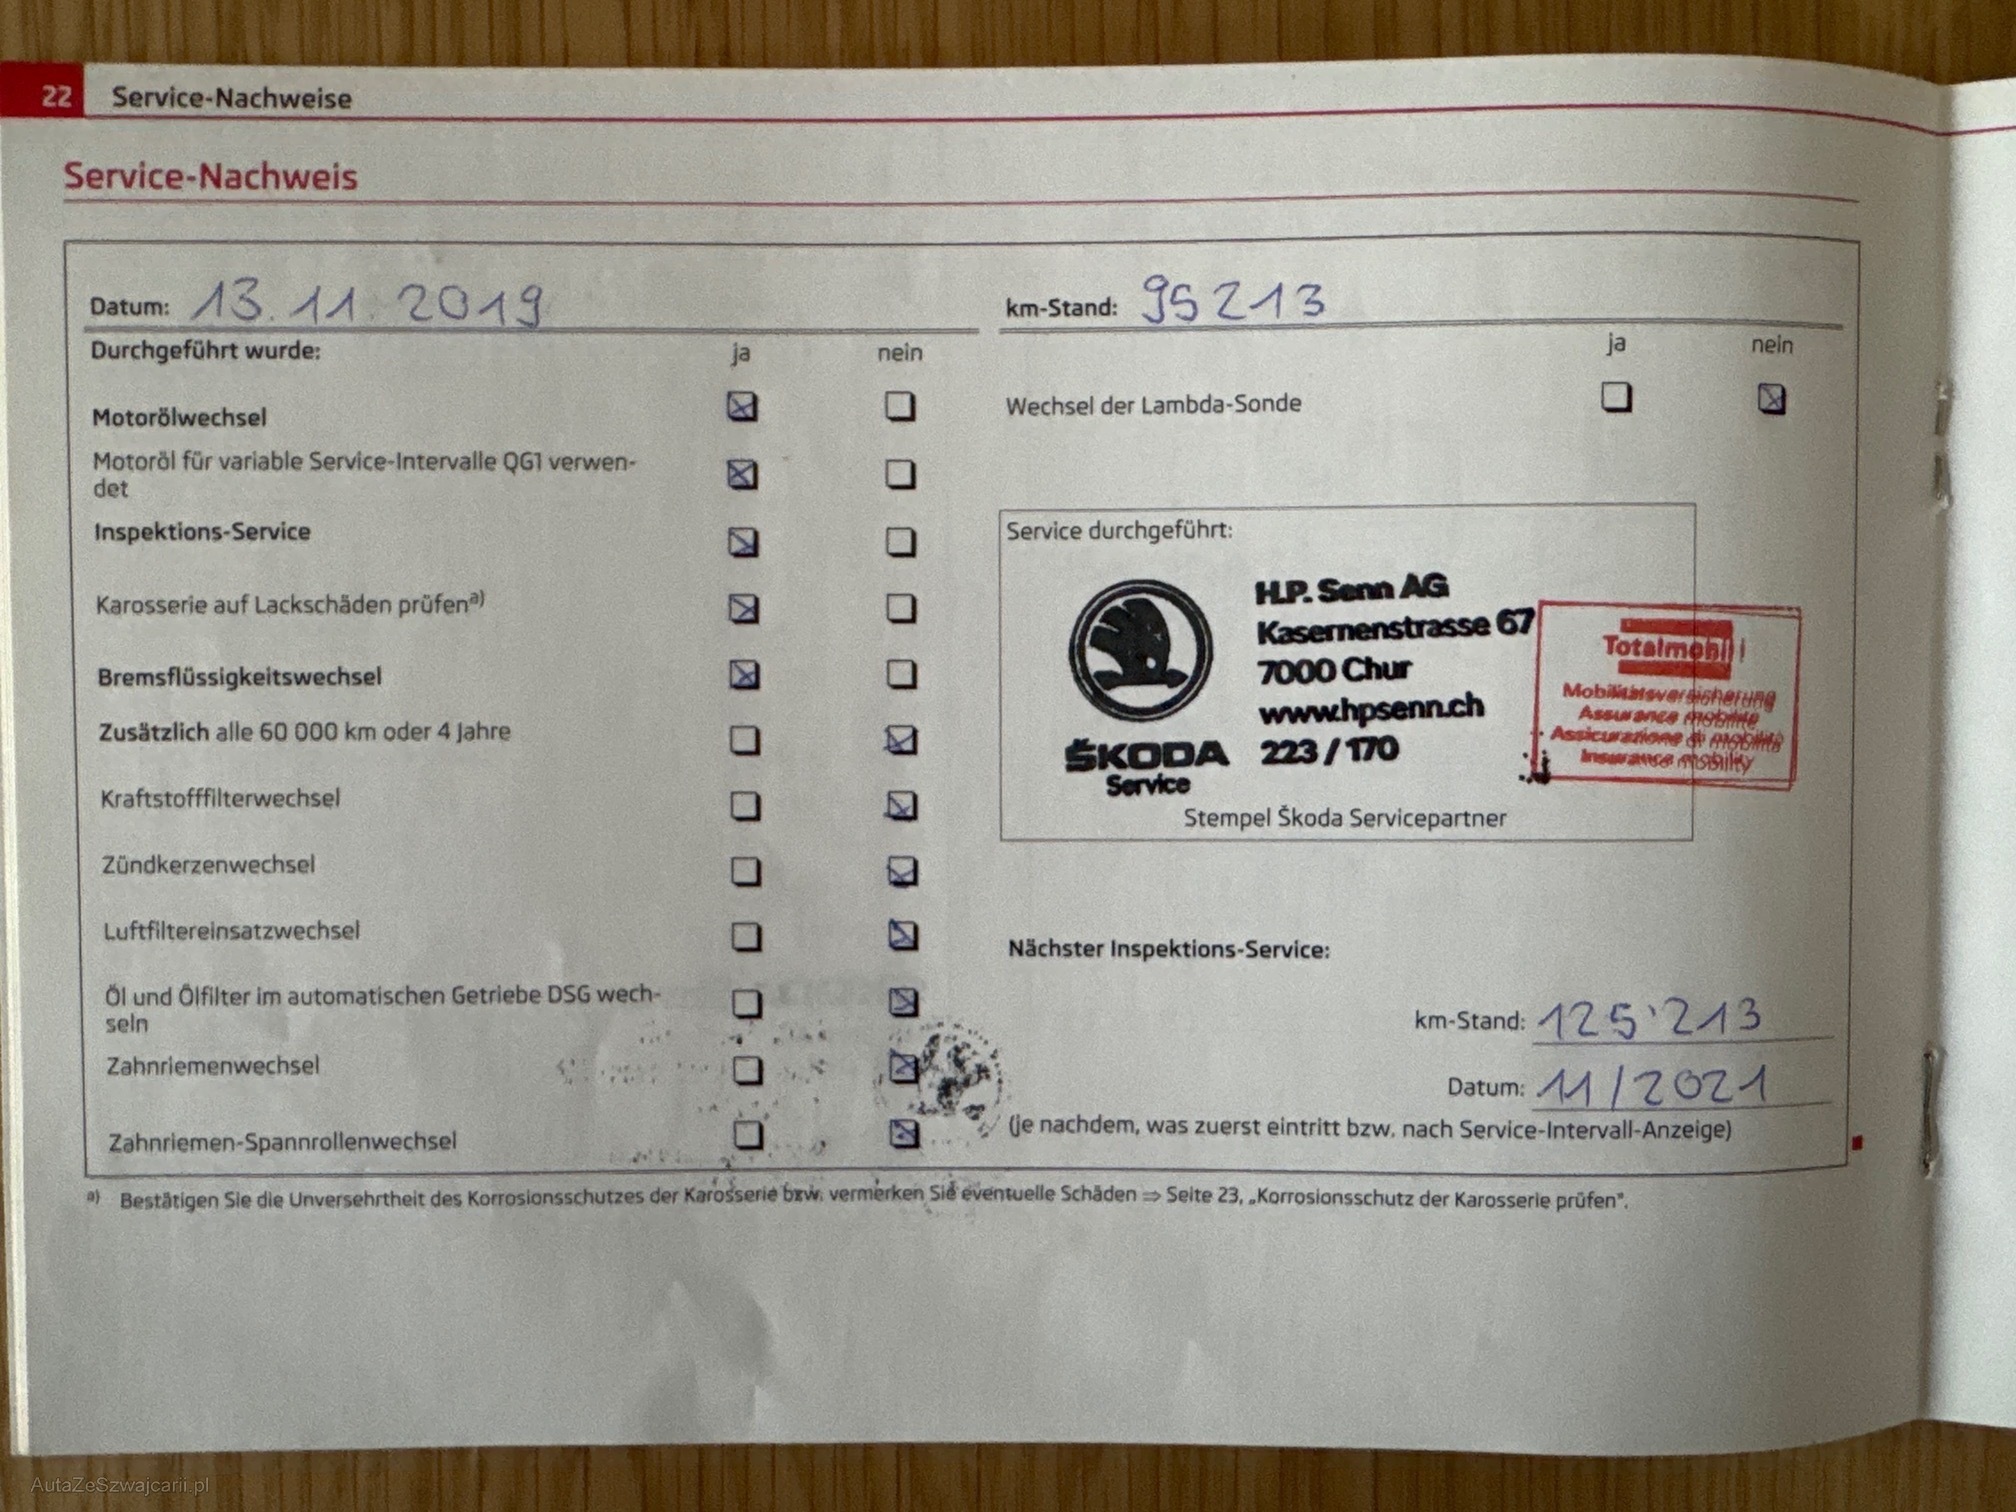 22 Service-Nachweise
Service-Nachweis
Datum: 13.11.2019
km-Stand: 95213
Durchgeführt wurde: ja nein
ja nein
Motorölwechsel
Wechsel der Lambda-Sonde
Motoröl für variable Service-Intervalle QG1 verwen-
det
Inspektions-Service
Karosserie auf Lackschäden prüfen a)
Bremsflüssigkeitswechsel
Zusätzlich alle 60 000 km oder 4 Jahre
Kraftstofffilterwechsel
Zündkerzenwechsel
Luftfiltereinsatzwechsel
Öl und Ölfilter im automatischen Getriebe DSG wech-
seln
Zahnriemenwechsel
Zahnriemen-Spannrollenwechsel
Service durchgeführt:
H.P. Senn AG
Kasernenstrasse 67
7000 Chur
www.hpsenn.ch
223 / 170
ŠKODA
Service
Totalmobil!
Mobilitätsversicherung
Assurance mobilité
Assicurazione di mobilità
Insurance mobility
Stempel Škoda Servicepartner
Nächster Inspektions-Service:
km-Stand: 125'213
Datum: 11/2021
(je nachdem, was zuerst eintritt bzw. nach Service-Intervall-Anzeige)
a) Bestätigen Sie die Unversehrtheit des Korrosionsschutzes der Karosserie bzw. vermerken Sie eventuelle Schäden ⇒ Seite 23, „Korrosionsschutz der Karosserie prüfen".
AutaZeSzwajcarii.pl